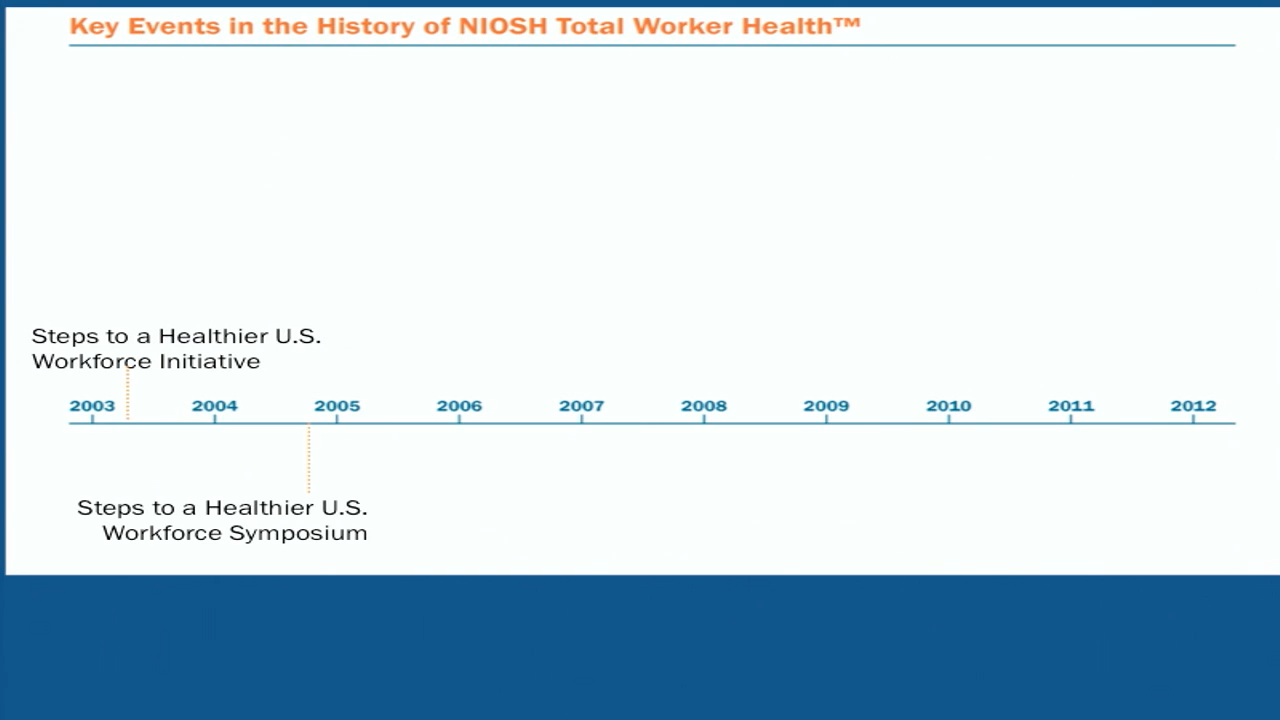 Key Events in the History of NIOSH Total Worker Health™
Steps to a Healthier U.S.
Workforce Initiative
2003 2004 2005 2006 2007 2008 2009 2010 2011 2012
Steps to a Healthier U.S.
Workforce Symposium